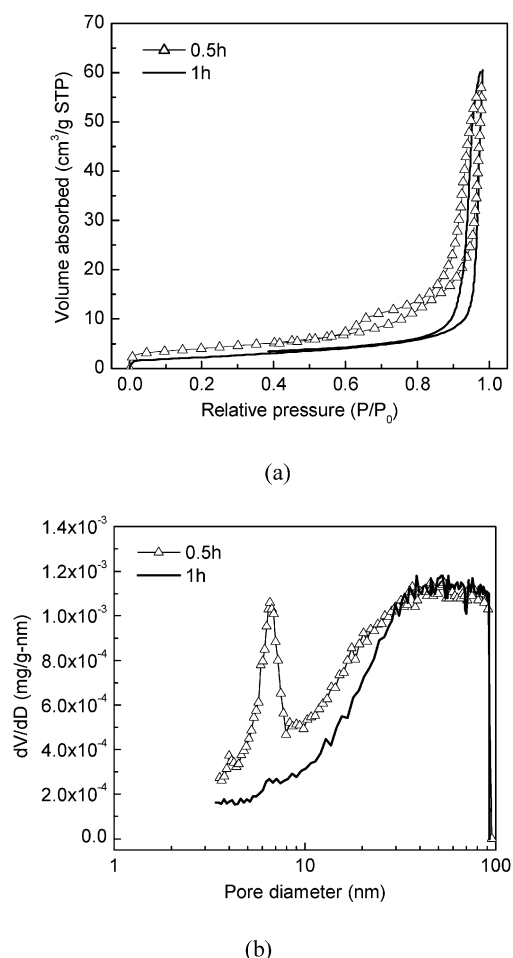 0.5h
1h
70
60
50
40
30
20
10
0
Volume absorbed (cm³/g STP)
0.0 0.2 0.4 0.6 0.8 1.0
Relative pressure (P/P₀)
(a)
0.5h
1h
1.4x10⁻³
1.2x10⁻³
1.0x10⁻³
8.0x10⁻⁴
6.0x10⁻⁴
4.0x10⁻⁴
2.0x10⁻⁴
0.0
dV/dD (mg/g-nm)
1 10 100
Pore diameter (nm)
(b)